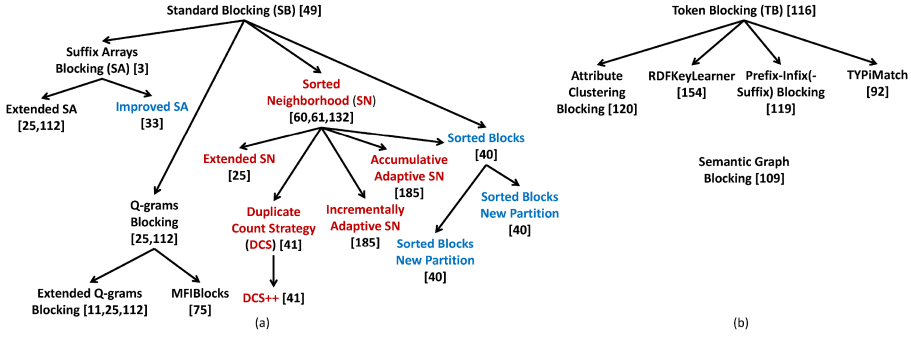 Standard Blocking (SB) [49]
Suffix Arrays
Blocking (SA) [3]
Extended SA
[25,112]
Improved SA
[33]
Sorted
Neighborhood (SN)
[60,61,132]
Sorted Blocks
[40]
Extended SN
[25]
Accumulative
Adaptive SN
[185]
Sorted Blocks
New Partition
[40]
Q-grams
Blocking
[25,112]
Duplicate
Count Strategy
(DCS) [41]
Incrementally
Adaptive SN
[185]
Sorted Blocks
New Partition
[40]
Extended Q-grams
Blocking [11,25,112]
MFIBlocks
[75]
DCS++ [41]
(a)
Token Blocking (TB) [116]
Attribute
Clustering
Blocking [120]
RDFKeyLearner
[154]
Prefix-Infix(-
Suffix) Blocking
[119]
TYPiMatch
[92]
Semantic Graph
Blocking [109]
(b)